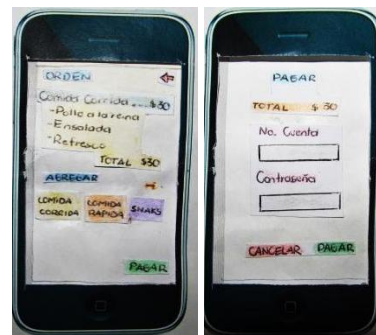 ORDEN
Comida Corrida...$30
-Pollo a la reina
-Ensalada
-Refresco
TOTAL $30
AGREGAR
COMIDA CORRIDA
COMIDA RAPIDA
SNAKS
PAGAR
PAGAR
TOTAL $30
No. Cuenta
Contraseña
CANCELAR PAGAR